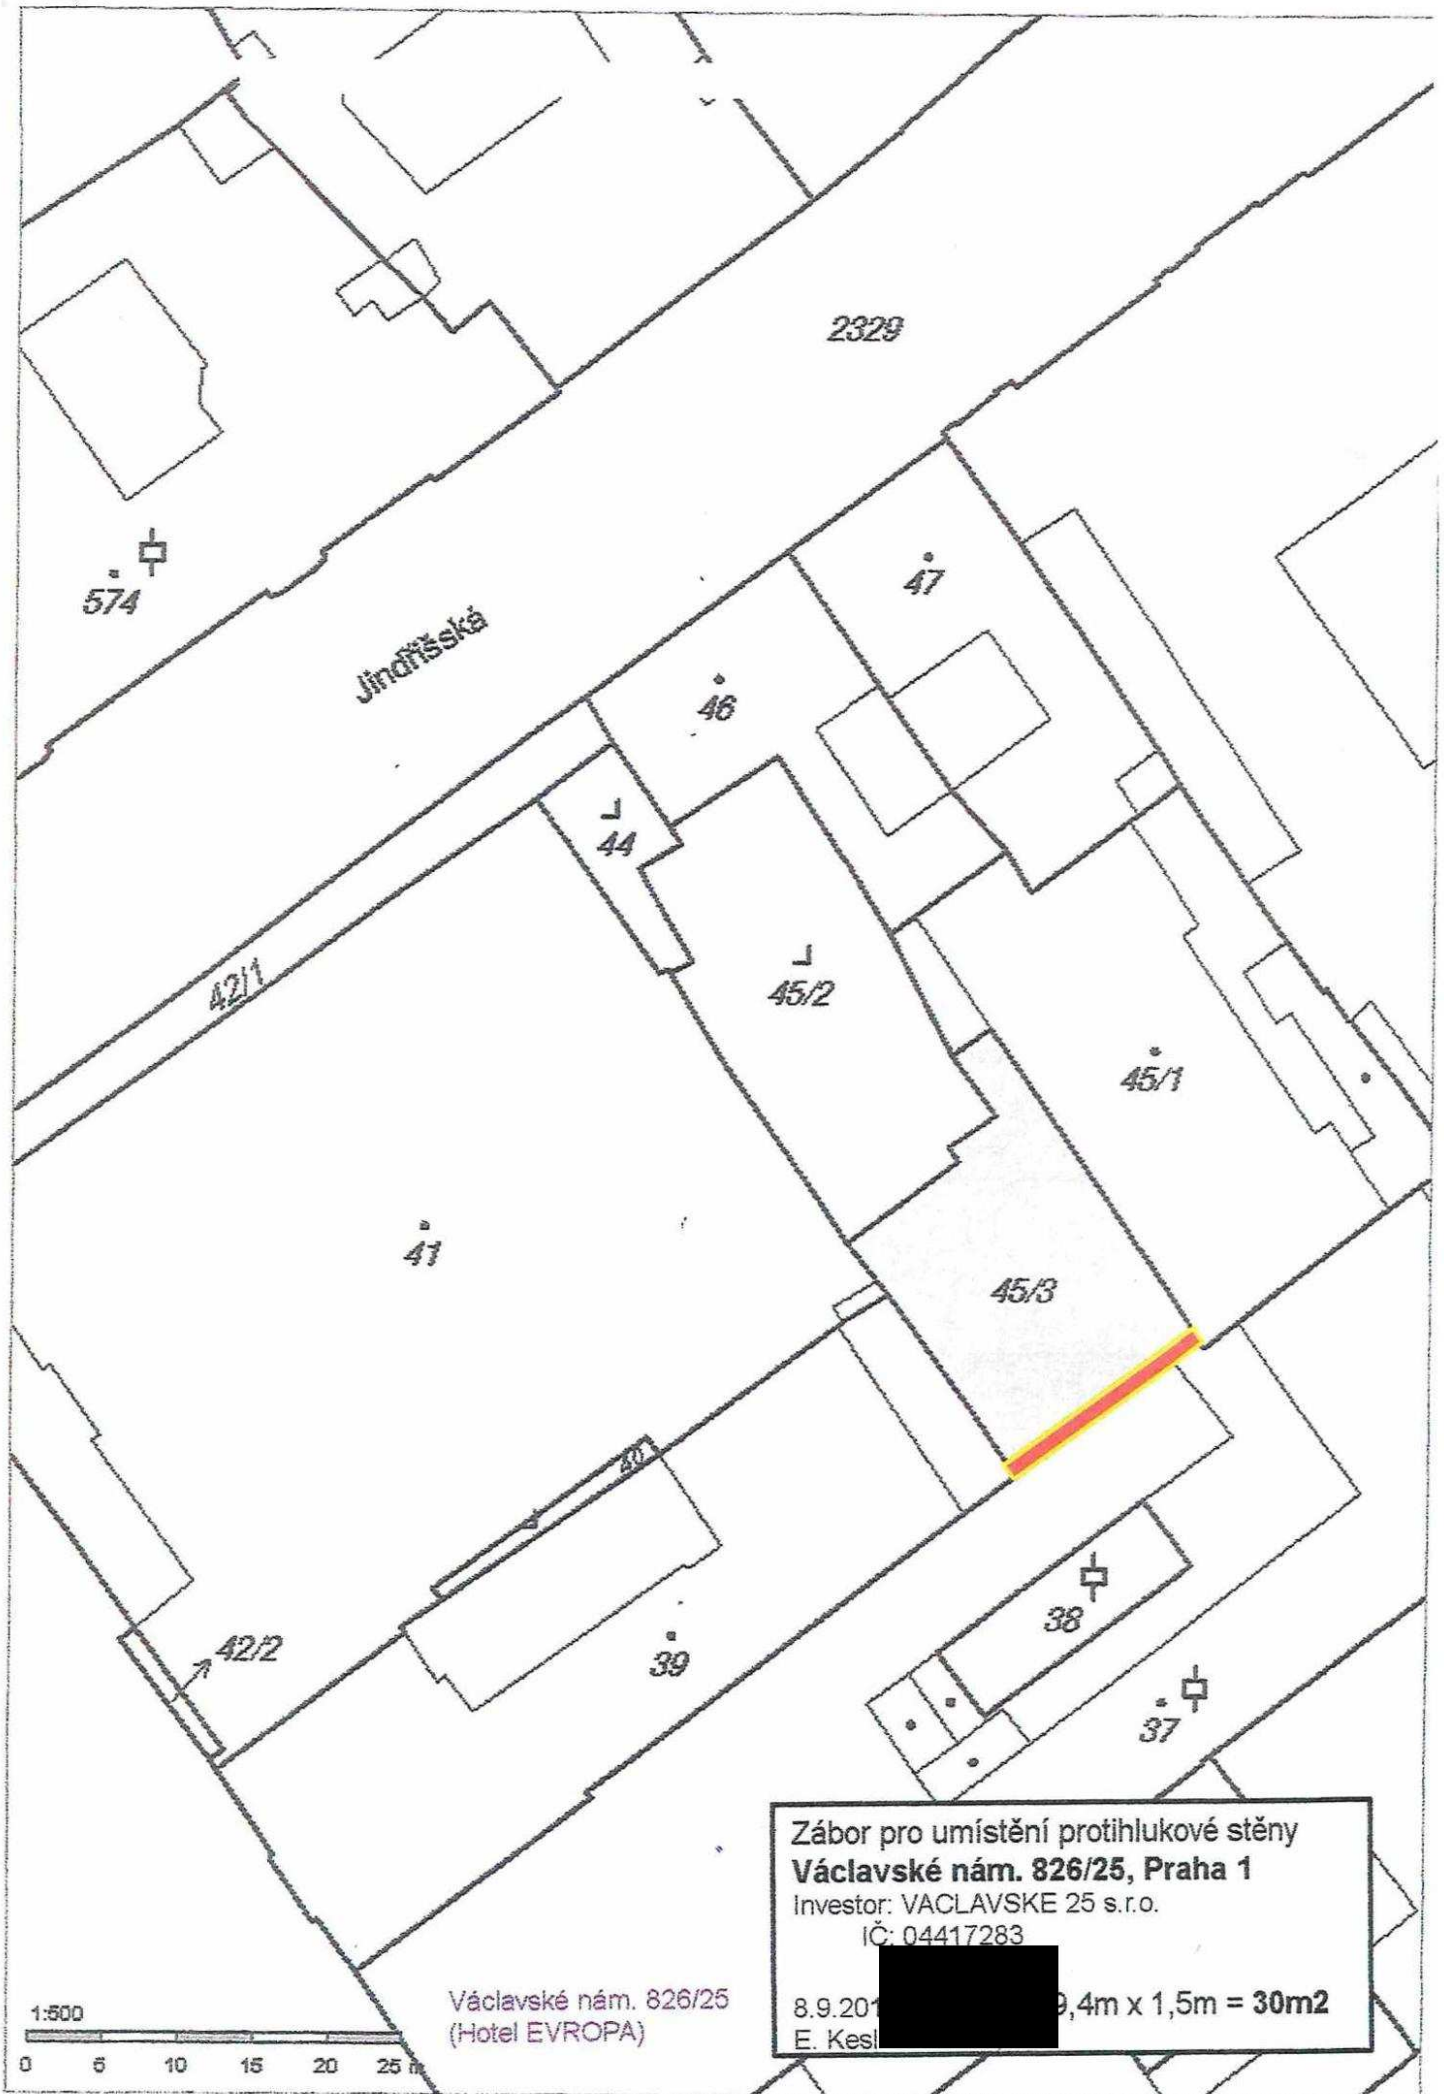 2329
47
574
Jindřišská
46
44
42/1
45/2
45/1
41
45/3
40
42/2
38
39
37
Zábor pro umístění protihlukové stěny
Václavské nám. 826/25, Praha 1
Investor: VACLAVSKE 25 s.r.o.
IČ: 04417283
8.9.201 9,4m x 1,5m = 30m2
E. Kesl
Václavské nám. 826/25
(Hotel EVROPA)
1:500
0 5 10 15 20 25 m